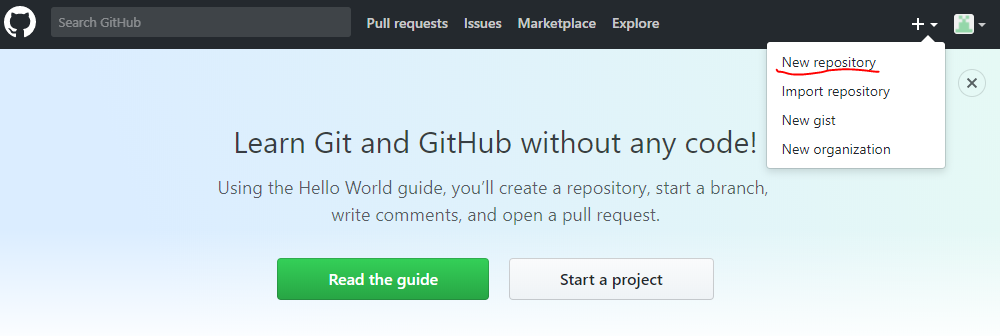 Search GitHub
Pull requests
Issues
Marketplace
Explore
New repository
Import repository
New gist
New organization
Learn Git and GitHub without any code!
Using the Hello World guide, you’ll create a repository, start a branch,
write comments, and open a pull request.
Read the guide
Start a project